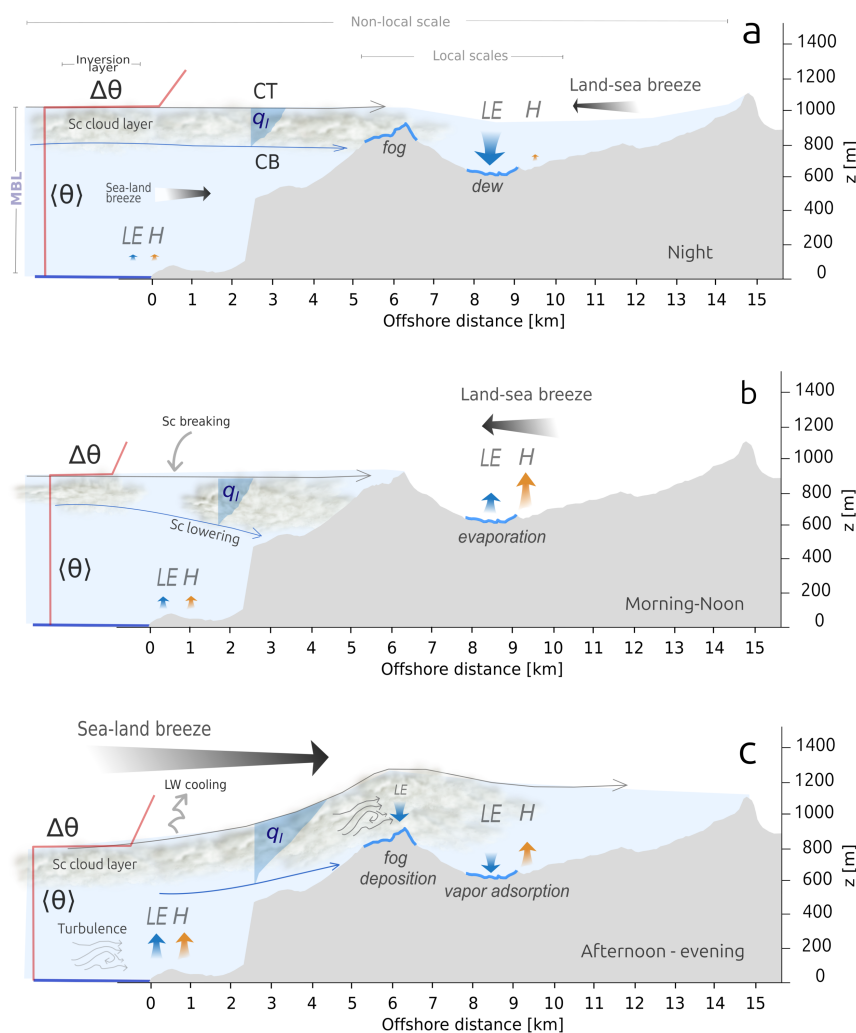 Non-local scale
a
1400
Inversion
layer
Local scales
1200
Δθ
CT
Land-sea breeze
LE H
1000
Sc cloud layer
qₗ
800
z [m]
fog
CB
dew
600
MBL
⟨θ⟩
Sea-land
breeze
400
LE H
Night
200
0
0 1 2 3 4 5 6 7 8 9 10 11 12 13 14 15
Offshore distance [km]
b
1400
Land-sea breeze
Sc breaking
1200
Δθ
LE H
1000
qₗ
800
z [m]
Sc lowering
evaporation
600
⟨θ⟩
400
LE H
Morning-Noon
200
0
0 1 2 3 4 5 6 7 8 9 10 11 12 13 14 15
Offshore distance [km]
Sea-land breeze
c
1400
LW cooling
1200
LE
Δθ
LE H
1000
qₗ
Sc cloud layer
fog
deposition
800
z [m]
vapor adsorption
⟨θ⟩
600
LE H
Turbulence
400
Afternoon - evening
200
0
0 1 2 3 4 5 6 7 8 9 10 11 12 13 14 15
Offshore distance [km]